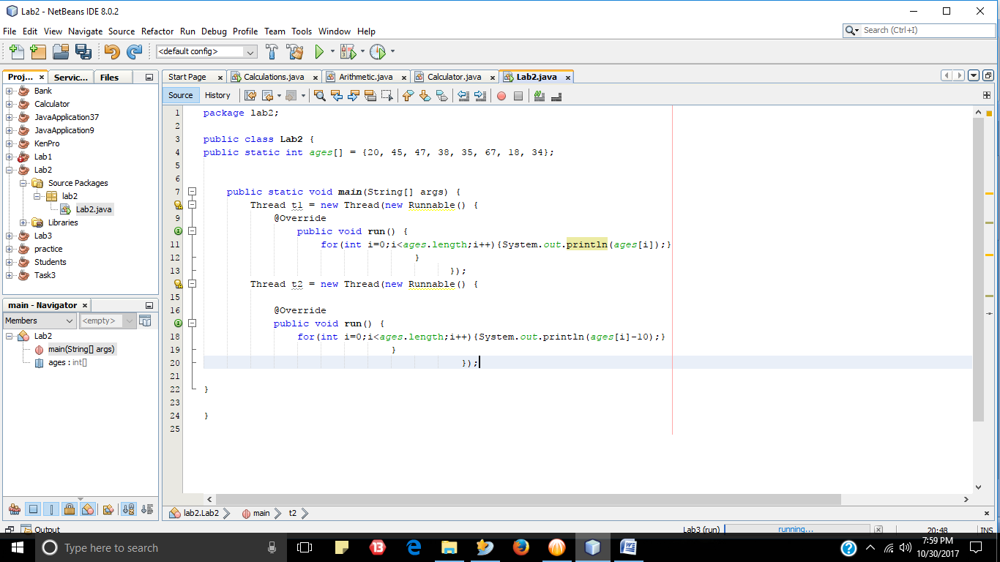 Lab2 - NetBeans IDE 8.0.2
File Edit View Navigate Source Refactor Run Debug Profile Team Tools Window Help
Search (Ctrl+I)
<default config>
Proj... × Servic... Files
Start Page × Calculations.java × Arithmetic.java × Calculator.java × Lab2.java ×
Bank
Calculator
JavaApplication37
JavaApplication9
KenPro
Lab1
Lab2
Source Packages
lab2
Lab2.java
Libraries
Lab3
practice
Students
Task3
main - Navigator ×
Members <empty>
Lab2
main(String[] args)
ages : int[]
Source History
1 package lab2;
2
3 public class Lab2 {
4 public static int ages[] = {20, 45, 47, 38, 35, 67, 18, 34};
5
6
7 public static void main(String[] args) {
Thread t1 = new Thread(new Runnable() {
9 @Override
public void run() {
11 for(int i=0;i<ages.length;i++){System.out.println(ages[i]);}
12 }
13 });
Thread t2 = new Thread(new Runnable() {
15
16 @Override
public void run() {
18 for(int i=0;i<ages.length;i++){System.out.println(ages[i]-10);}
19 }
20 });
21
22 }
23
24 }
25
lab2.Lab2 main t2
Output
Lab3 (run) running... 20:48 INS
Type here to search
13
7:59 PM
10/30/2017